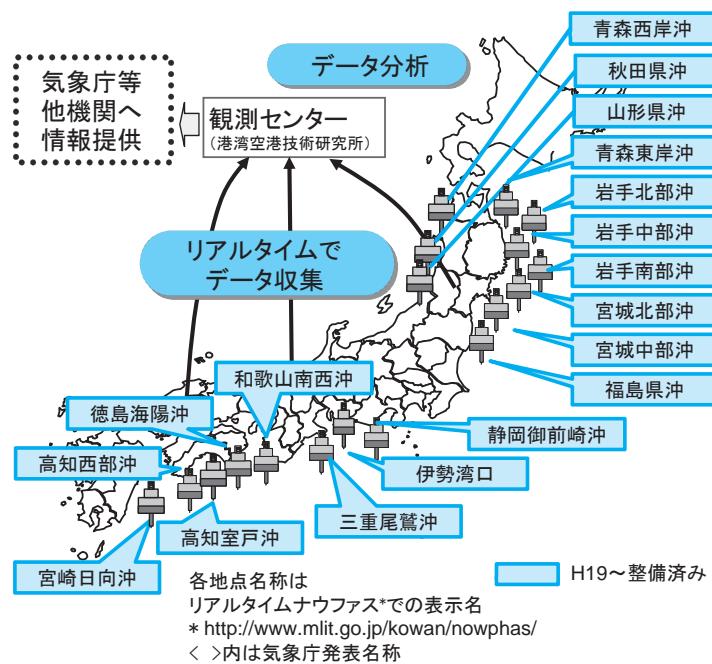 青森西岸沖
データ分析
秋田県沖
気象庁等
他機関へ
情報提供
観測センター
(港湾空港技術研究所)
山形県沖
青森東岸沖
岩手北部沖
岩手中部沖
リアルタイムで
データ収集
岩手南部沖
宮城北部沖
宮城中部沖
福島県沖
和歌山南西沖
徳島海陽沖
静岡御前崎沖
高知西部沖
伊勢湾口
三重尾鷲沖
高知室戸沖
宮崎日向沖
H19～整備済み
各地点名称は
リアルタイムナウファス*での表示名
* http://www.mlit.go.jp/kowan/nowphas/
< >内は気象庁発表名称